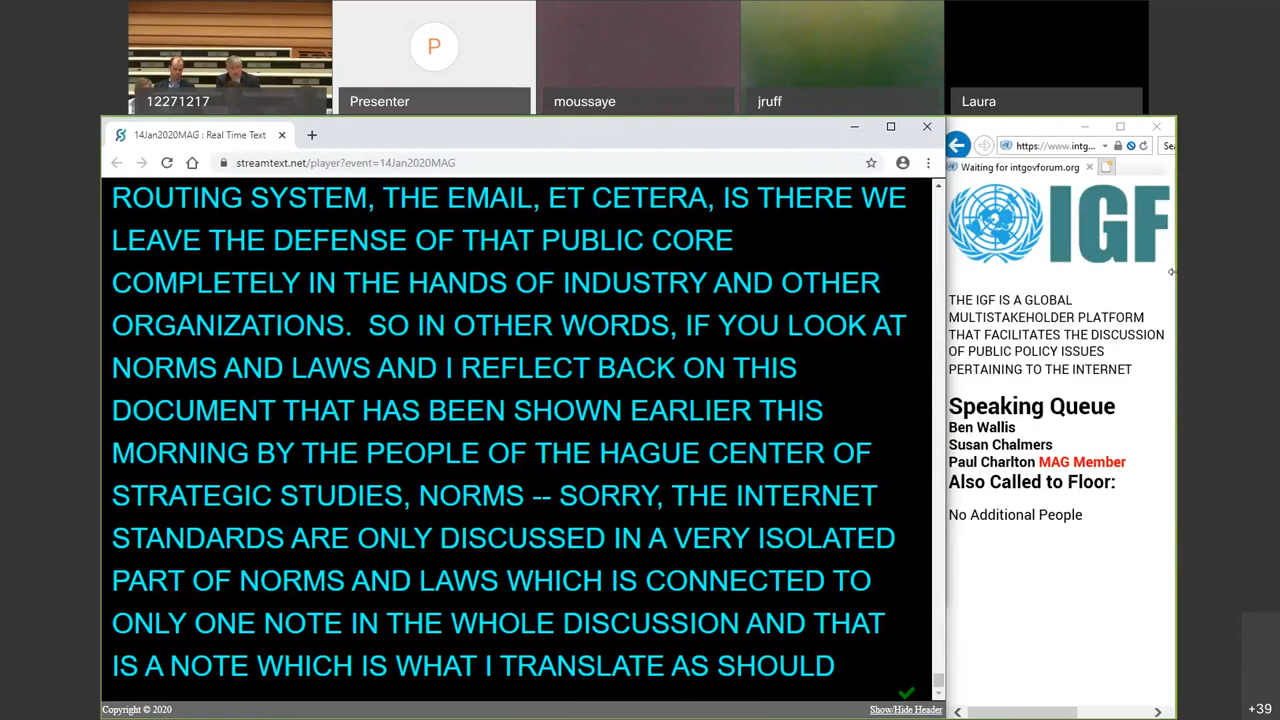 P
12271217
Presenter
moussaye
jruff
Laura
14Jan2020MAG : Real Time Text
streamtext.net/player?event=14Jan2020MAG
ROUTING SYSTEM, THE EMAIL, ET CETERA, IS THERE WE
LEAVE THE DEFENSE OF THAT PUBLIC CORE
COMPLETELY IN THE HANDS OF INDUSTRY AND OTHER
ORGANIZATIONS.  SO IN OTHER WORDS, IF YOU LOOK AT
NORMS AND LAWS AND I REFLECT BACK ON THIS
DOCUMENT THAT HAS BEEN SHOWN EARLIER THIS
MORNING BY THE PEOPLE OF THE HAGUE CENTER OF
STRATEGIC STUDIES, NORMS -- SORRY, THE INTERNET
STANDARDS ARE ONLY DISCUSSED IN A VERY ISOLATED
PART OF NORMS AND LAWS WHICH IS CONNECTED TO
ONLY ONE NOTE IN THE WHOLE DISCUSSION AND THAT
IS A NOTE WHICH IS WHAT I TRANSLATE AS SHOULD
Copyright © 2020
Show/Hide Header
https://www.intg...
Sea
Waiting for intgovforum.org
IGF
THE IGF IS A GLOBAL
MULTISTAKEHOLDER PLATFORM
THAT FACILITATES THE DISCUSSION
OF PUBLIC POLICY ISSUES
PERTAINING TO THE INTERNET
Speaking Queue
Ben Wallis
Susan Chalmers
Paul Charlton MAG Member
Also Called to Floor:
No Additional People
+39